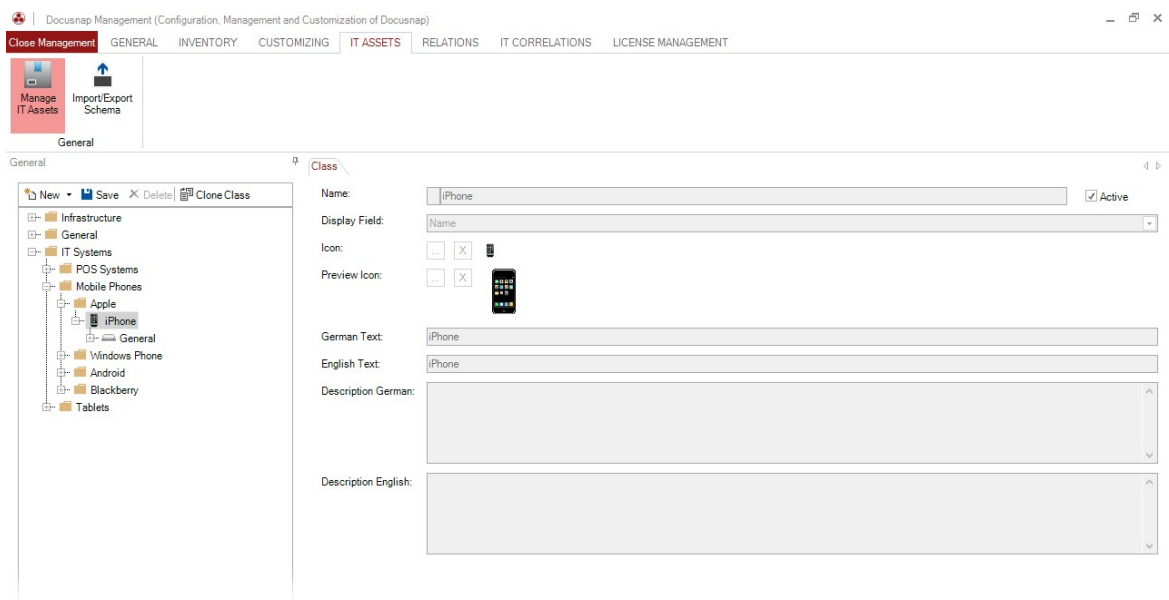 Docusnap Management (Configuration, Management and Customization of Docusnap)
Close Management GENERAL INVENTORY CUSTOMIZING IT ASSETS RELATIONS IT CORRELATIONS LICENSE MANAGEMENT
Manage
IT Assets
Import/Export
Schema
General
General
New Save Delete Clone Class
Infrastructure
General
IT Systems
POS Systems
Mobile Phones
Apple
iPhone
General
Windows Phone
Android
Blackberry
Tablets
Class
Name: iPhone Active
Display Field: Name
Icon: ... X
Preview Icon: ... X
German Text: iPhone
English Text: iPhone
Description German:
Description English: